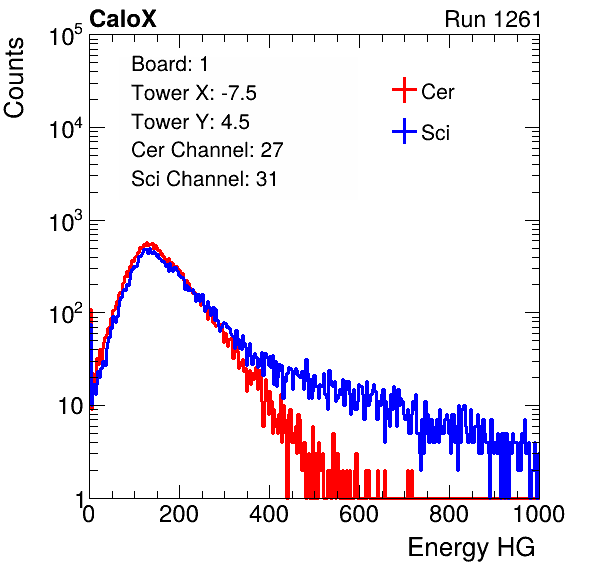 CaloX Run 1261
Counts
Board: 1
Tower X: -7.5
Tower Y: 4.5
Cer Channel: 27
Sci Channel: 31
Cer
Sci
10^5
10^4
10^3
10^2
10
1
0 200 400 600 800 1000
Energy HG